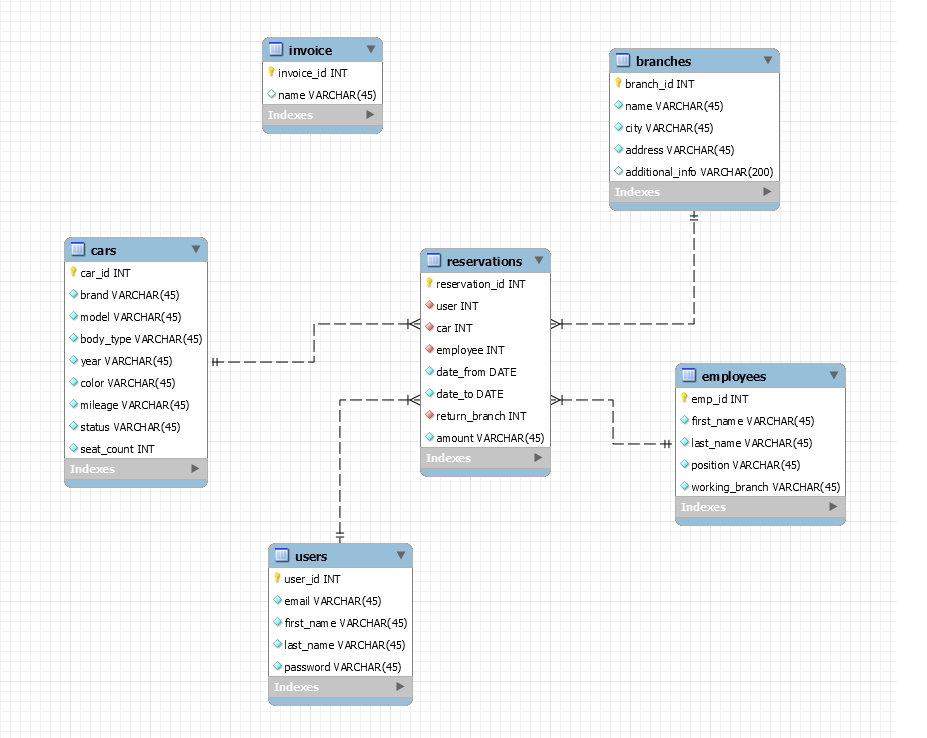 invoice
invoice_id INT
name VARCHAR(45)
Indexes
branches
branch_id INT
name VARCHAR(45)
city VARCHAR(45)
address VARCHAR(45)
additional_info VARCHAR(200)
Indexes
cars
car_id INT
brand VARCHAR(45)
model VARCHAR(45)
body_type VARCHAR(45)
year VARCHAR(45)
color VARCHAR(45)
mileage VARCHAR(45)
status VARCHAR(45)
seat_count INT
Indexes
reservations
reservation_id INT
user INT
car INT
employee INT
date_from DATE
date_to DATE
return_branch INT
amount VARCHAR(45)
Indexes
employees
emp_id INT
first_name VARCHAR(45)
last_name VARCHAR(45)
position VARCHAR(45)
working_branch VARCHAR(45)
Indexes
users
user_id INT
email VARCHAR(45)
first_name VARCHAR(45)
last_name VARCHAR(45)
password VARCHAR(45)
Indexes